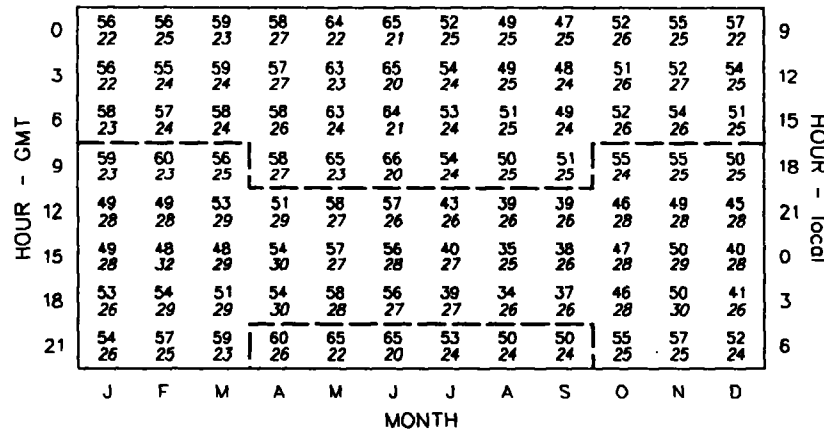 0 56 56 59 58 64 65 52 49 47 52 55 57 9
22 25 23 27 22 21 25 25 25 26 25 22
3 56 55 59 57 63 65 54 49 48 51 52 54 12
22 24 24 27 23 20 24 25 24 26 27 25
6 58 57 58 58 63 64 53 51 49 52 54 51 15
23 24 24 26 24 21 24 25 24 26 26 25
9 59 60 56 58 65 66 54 50 51 55 55 50 18
23 23 25 27 23 20 24 25 25 24 25 25
12 49 49 53 51 58 57 43 39 39 46 49 45 21
28 28 29 29 27 26 26 26 26 28 28 28
15 49 48 48 54 57 56 40 35 38 47 50 40 0
28 32 29 30 27 28 27 25 26 28 29 28
18 53 54 51 54 58 56 39 34 37 46 50 41 3
26 29 29 30 28 27 27 26 26 28 30 26
21 54 57 59 60 65 65 53 50 50 55 57 52 6
26 25 23 26 22 20 24 24 24 25 25 24
HOUR - GMT
HOUR - local
J F M A M J J A S O N D
MONTH